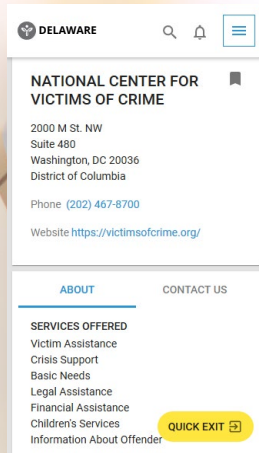 DELAWARE
NATIONAL CENTER FOR
VICTIMS OF CRIME
2000 M St. NW
Suite 480
Washington, DC 20036
District of Columbia
Phone (202) 467-8700
Website https://victimsofcrime.org/
ABOUT CONTACT US
SERVICES OFFERED
Victim Assistance
Crisis Support
Basic Needs
Legal Assistance
Financial Assistance
Children's Services
Information About Offender
QUICK EXIT